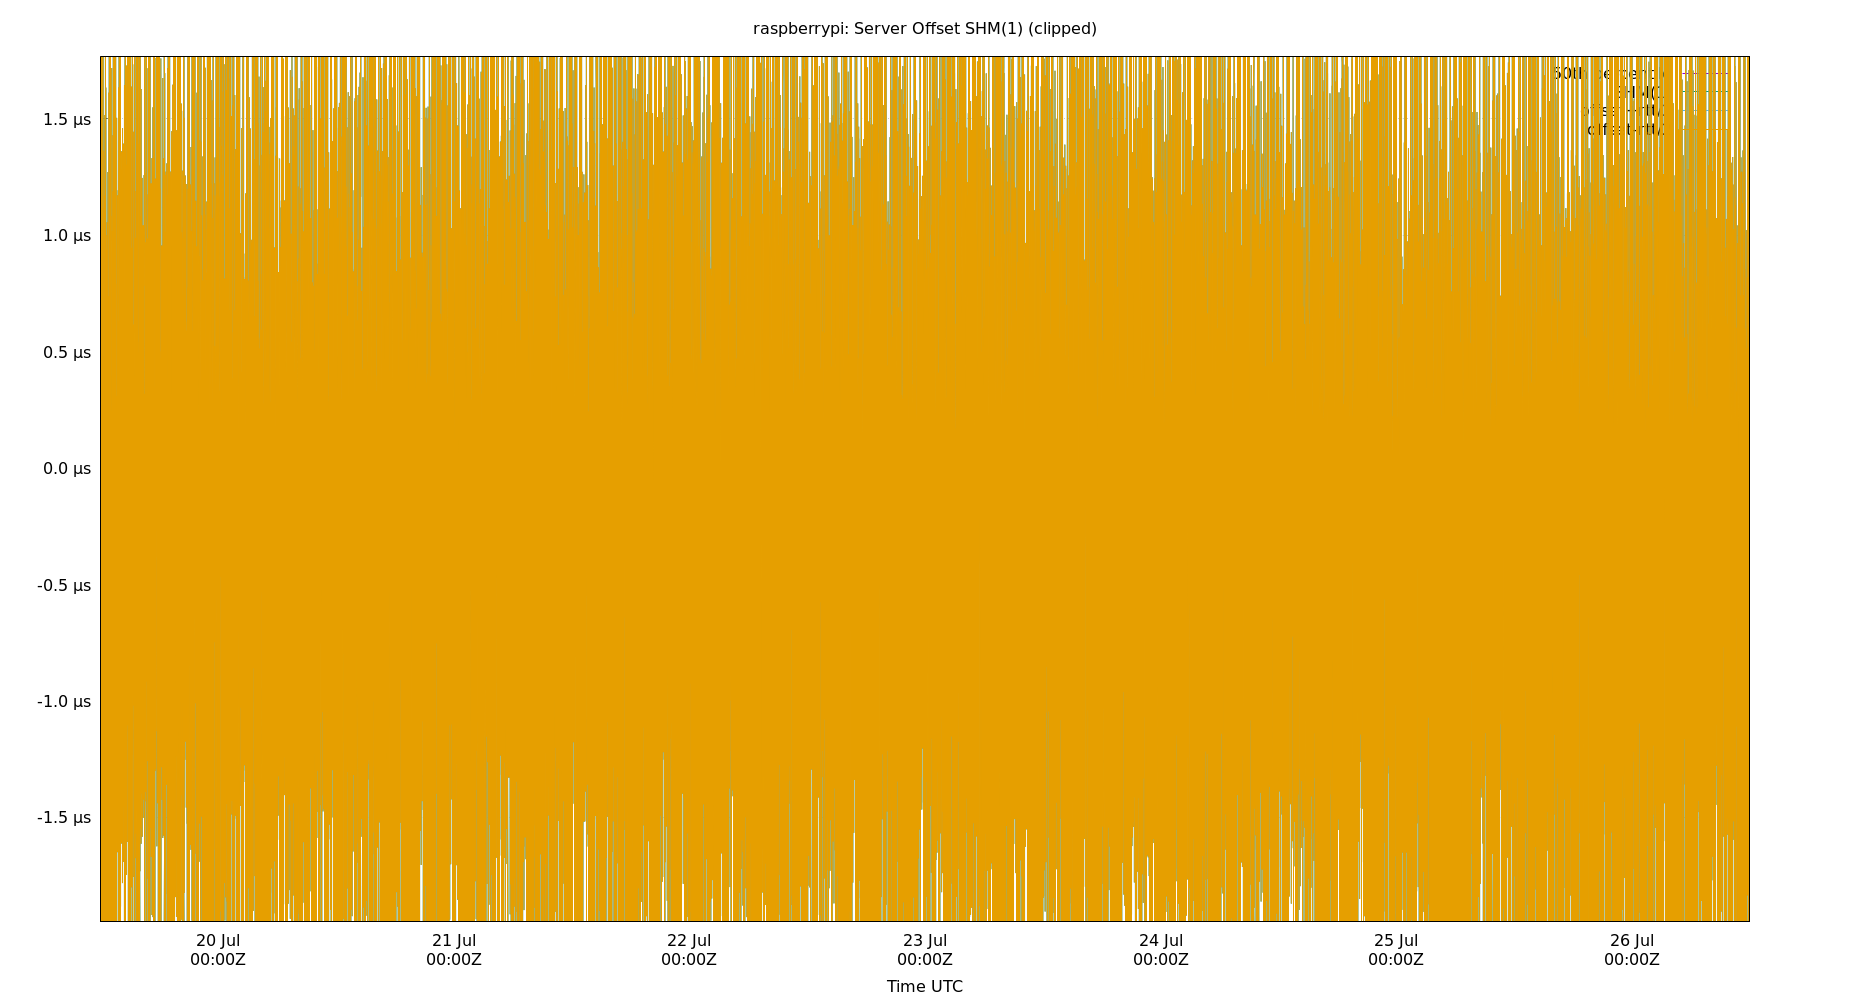 raspberrypi: Server Offset SHM(1) (clipped)
1.5 µs
1.0 µs
0.5 µs
0.0 µs
-0.5 µs
-1.0 µs
-1.5 µs
20 Jul 21 Jul 22 Jul 23 Jul 24 Jul 25 Jul 26 Jul
00:00Z 00:00Z 00:00Z 00:00Z 00:00Z 00:00Z 00:00Z
Time UTC